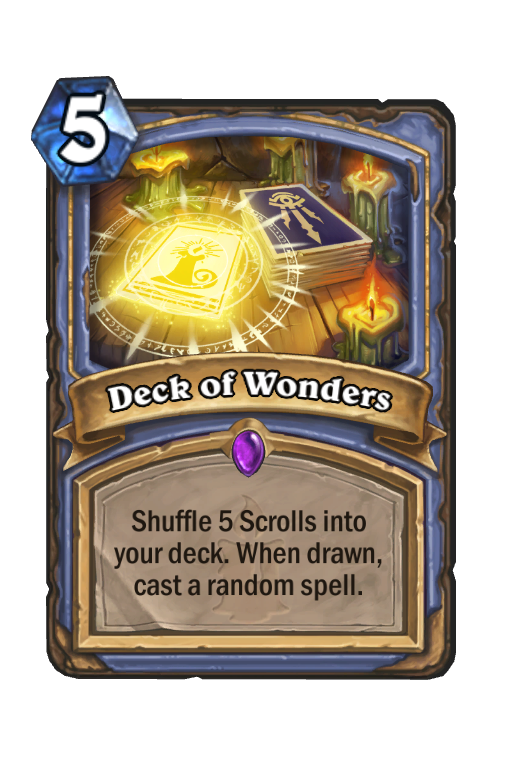 5
Deck of Wonders
Shuffle 5 Scrolls into
your deck. When drawn,
cast a random spell.